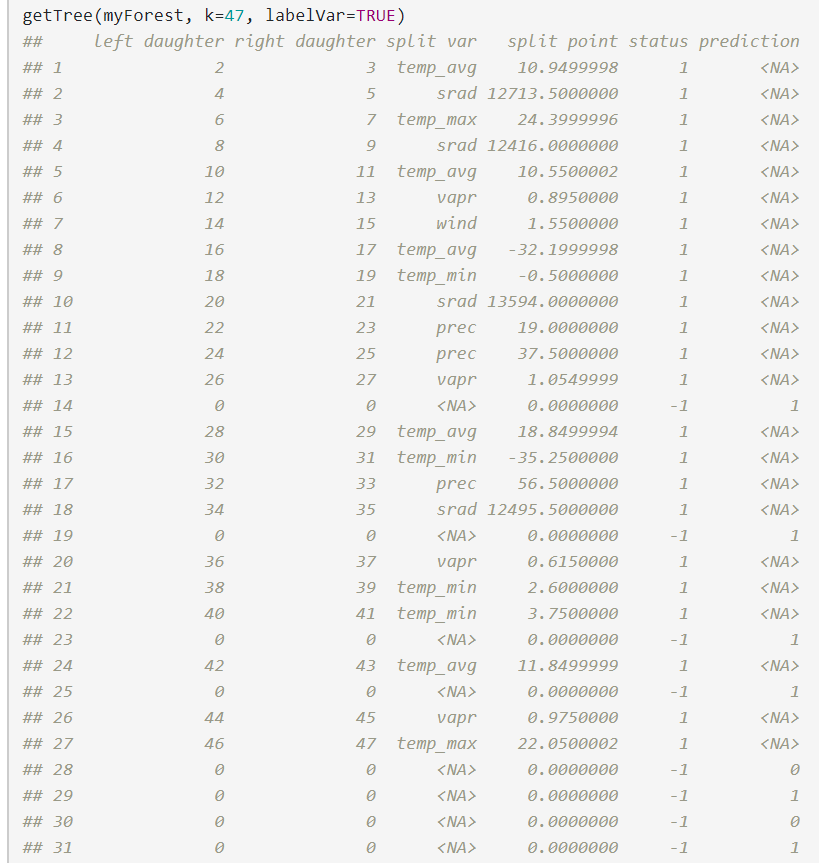 getTree(myForest, k=47, labelVar=TRUE)
##     left daughter right daughter split var   split point status prediction
## 1               2              3  temp_avg    10.9499998      1       <NA>
## 2               4              5      srad 12713.5000000      1       <NA>
## 3               6              7  temp_max    24.3999996      1       <NA>
## 4               8              9      srad 12416.0000000      1       <NA>
## 5              10             11  temp_avg    10.5500002      1       <NA>
## 6              12             13      vapr     0.8950000      1       <NA>
## 7              14             15      wind     1.5500000      1       <NA>
## 8              16             17  temp_avg   -32.1999998      1       <NA>
## 9              18             19  temp_min    -0.5000000      1       <NA>
## 10             20             21      srad 13594.0000000      1       <NA>
## 11             22             23      prec    19.0000000      1       <NA>
## 12             24             25      prec    37.5000000      1       <NA>
## 13             26             27      vapr     1.0549999      1       <NA>
## 14              0              0      <NA>     0.0000000     -1          1
## 15             28             29  temp_avg    18.8499994      1       <NA>
## 16             30             31  temp_min   -35.2500000      1       <NA>
## 17             32             33      prec    56.5000000      1       <NA>
## 18             34             35      srad 12495.5000000      1       <NA>
## 19              0              0      <NA>     0.0000000     -1          1
## 20             36             37      vapr     0.6150000      1       <NA>
## 21             38             39  temp_min     2.6000000      1       <NA>
## 22             40             41  temp_min     3.7500000      1       <NA>
## 23              0              0      <NA>     0.0000000     -1          1
## 24             42             43  temp_avg    11.8499999      1       <NA>
## 25              0              0      <NA>     0.0000000     -1          1
## 26             44             45      vapr     0.9750000      1       <NA>
## 27             46             47  temp_max    22.0500002      1       <NA>
## 28              0              0      <NA>     0.0000000     -1          0
## 29              0              0      <NA>     0.0000000     -1          1
## 30              0              0      <NA>     0.0000000     -1          0
## 31              0              0      <NA>     0.0000000     -1          1